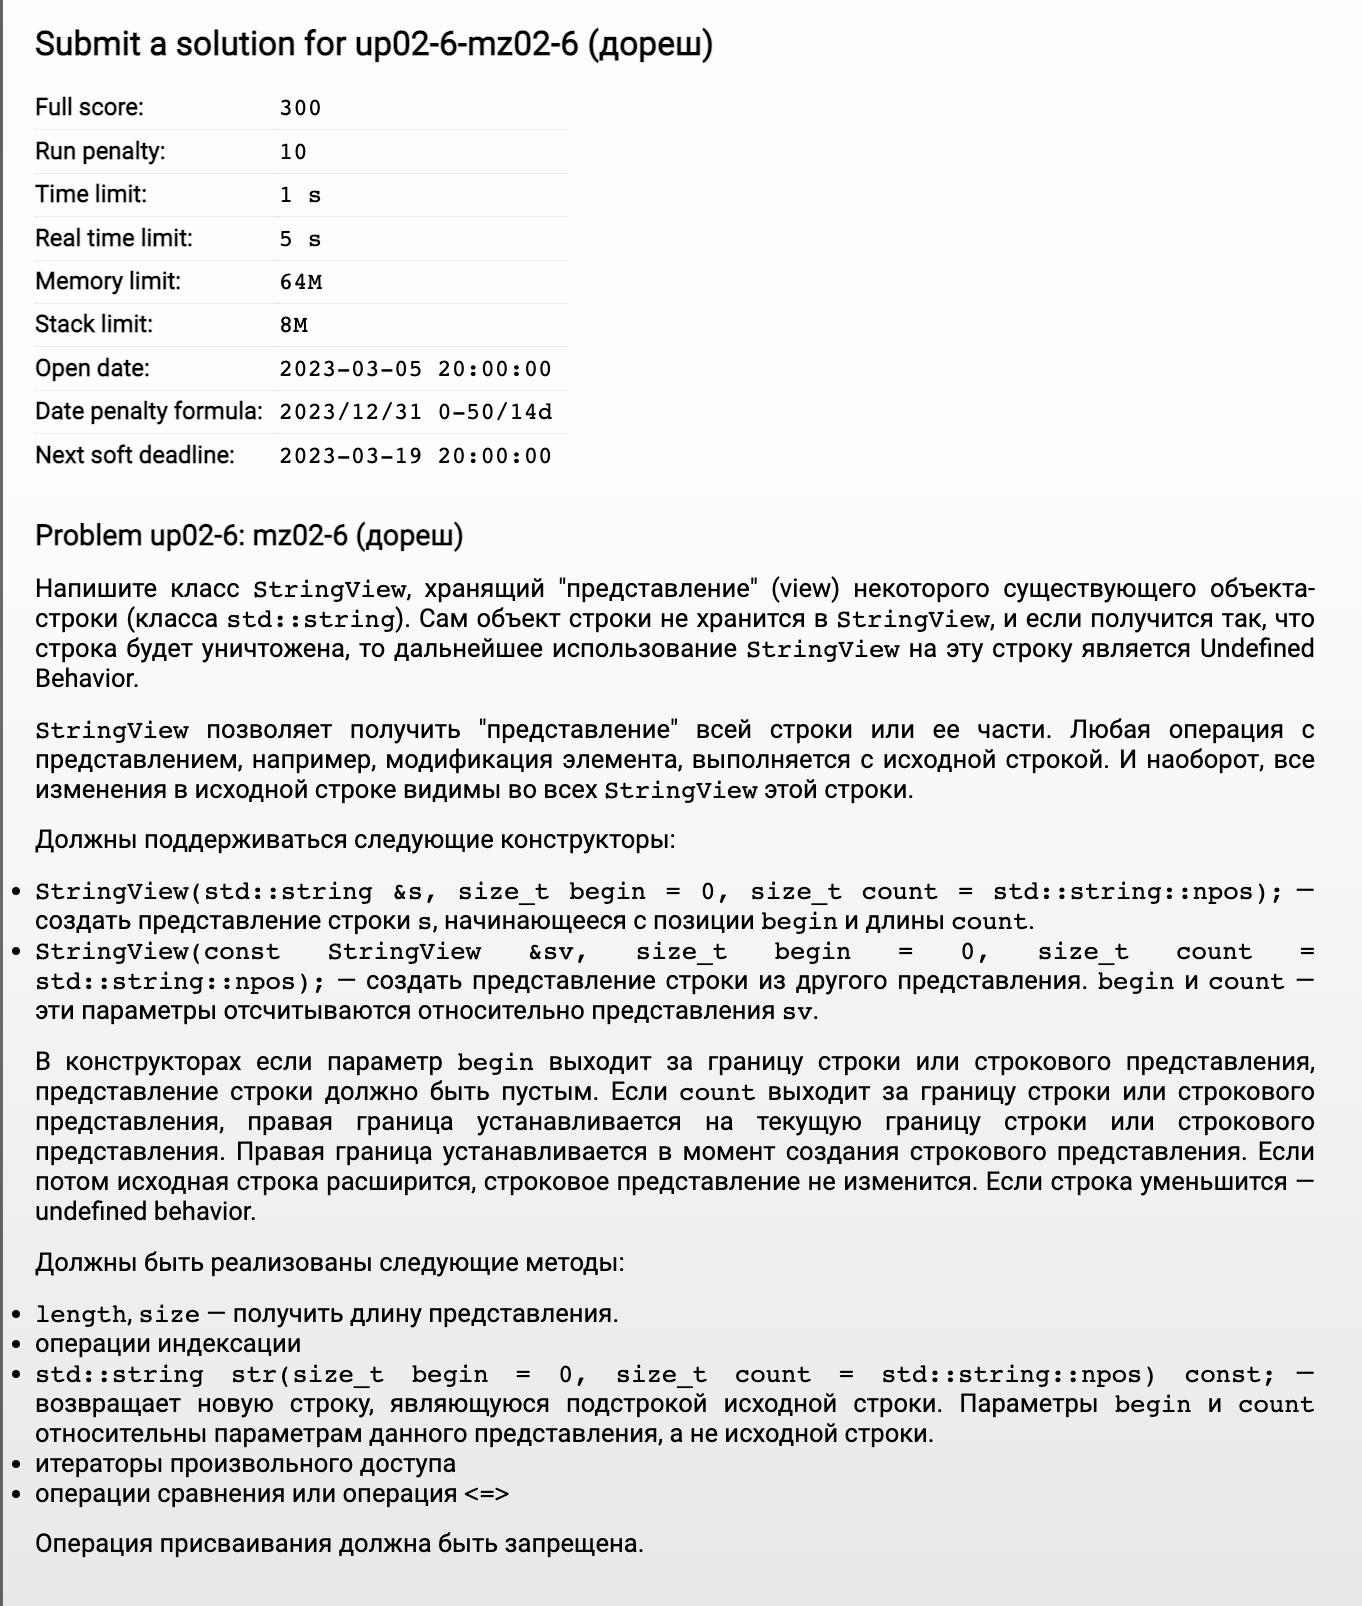 Submit a solution for up02-6-mz02-6 (дореш)
Full score: 300
Run penalty: 10
Time limit: 1 s
Real time limit: 5 s
Memory limit: 64M
Stack limit: 8M
Open date: 2023-03-05 20:00:00
Date penalty formula: 2023/12/31 0-50/14d
Next soft deadline: 2023-03-19 20:00:00
Problem up02-6: mz02-6 (дореш)
Напишите класс StringView, хранящий "представление" (view) некоторого существующего объекта-
строки (класса std::string). Сам объект строки не хранится в StringView, и если получится так, что
строка будет уничтожена, то дальнейшее использование StringView на эту строку является Undefined
Behavior.
StringView позволяет получить "представление" всей строки или ее части. Любая операция с
представлением, например, модификация элемента, выполняется с исходной строкой. И наоборот, все
изменения в исходной строке видимы во всех StringView этой строки.
Должны поддерживаться следующие конструкторы:
• StringView(std::string &s, size_t begin = 0, size_t count = std::string::npos); —
создать представление строки s, начинающееся с позиции begin и длины count.
• StringView(const StringView &sv, size_t begin = 0, size_t count =
std::string::npos); — создать представление строки из другого представления. begin и count —
эти параметры отсчитываются относительно представления sv.
В конструкторах если параметр begin выходит за границу строки или строкового представления,
представление строки должно быть пустым. Если count выходит за границу строки или строкового
представления, правая граница устанавливается на текущую границу строки или строкового
представления. Правая граница устанавливается в момент создания строкового представления. Если
потом исходная строка расширится, строковое представление не изменится. Если строка уменьшится —
undefined behavior.
Должны быть реализованы следующие методы:
• length, size — получить длину представления.
• операции индексации
• std::string str(size_t begin = 0, size_t count = std::string::npos) const; —
возвращает новую строку, являющуюся подстрокой исходной строки. Параметры begin и count
относительны параметрам данного представления, а не исходной строки.
• итераторы произвольного доступа
• операции сравнения или операция <=>
Операция присваивания должна быть запрещена.